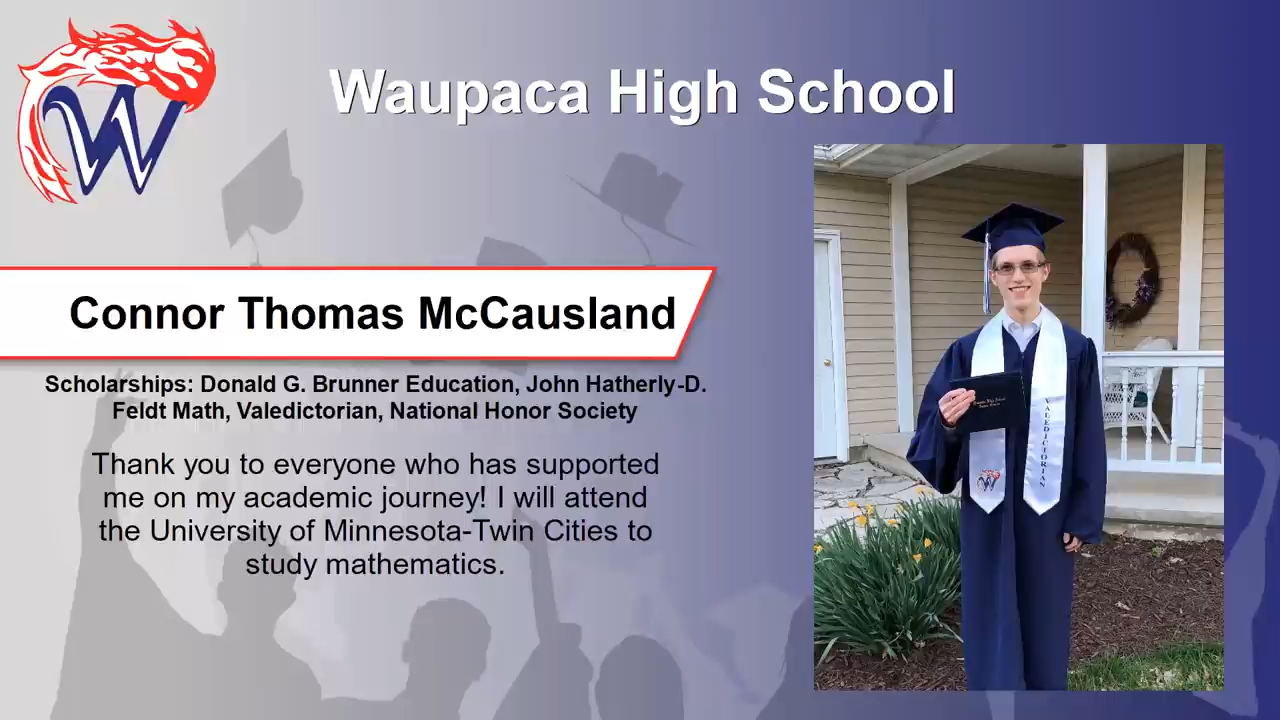 Waupaca High School
Connor Thomas McCausland
Scholarships: Donald G. Brunner Education, John Hatherly-D.
Feldt Math, Valedictorian, National Honor Society
Thank you to everyone who has supported
me on my academic journey! I will attend
the University of Minnesota-Twin Cities to
study mathematics.
W
VALEDICTORIAN
W